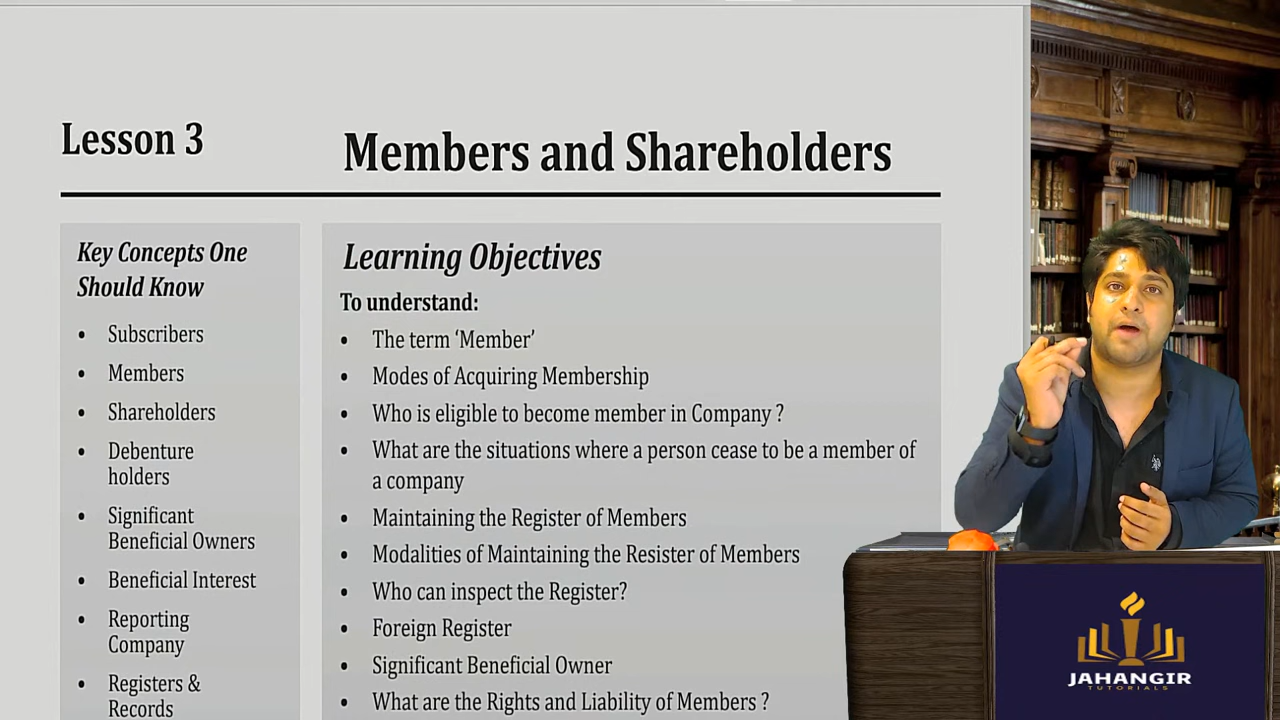 Lesson 3
Members and Shareholders
Key Concepts One
Should Know
• Subscribers
• Members
• Shareholders
• Debenture
holders
• Significant
Beneficial Owners
• Beneficial Interest
• Reporting
Company
• Registers &
Records
Learning Objectives
To understand:
• The term ‘Member’
• Modes of Acquiring Membership
• Who is eligible to become member in Company ?
• What are the situations where a person cease to be a member of
a company
• Maintaining the Register of Members
• Modalities of Maintaining the Resister of Members
• Who can inspect the Register?
• Foreign Register
• Significant Beneficial Owner
• What are the Rights and Liability of Members ?
JAHANGIR
TUTORIALS